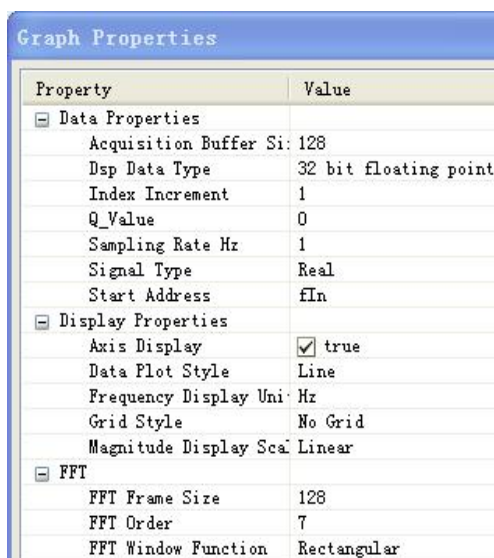 Graph Properties
Property Value
Data Properties
Acquisition Buffer Si: 128
Dsp Data Type 32 bit floating point
Index Increment 1
Q_Value 0
Sampling Rate Hz 1
Signal Type Real
Start Address fIn
Display Properties
Axis Display true
Data Plot Style Line
Frequency Display Uni Hz
Grid Style No Grid
Magnitude Display Scal Linear
FFT
FFT Frame Size 128
FFT Order 7
FFT Window Function Rectangular